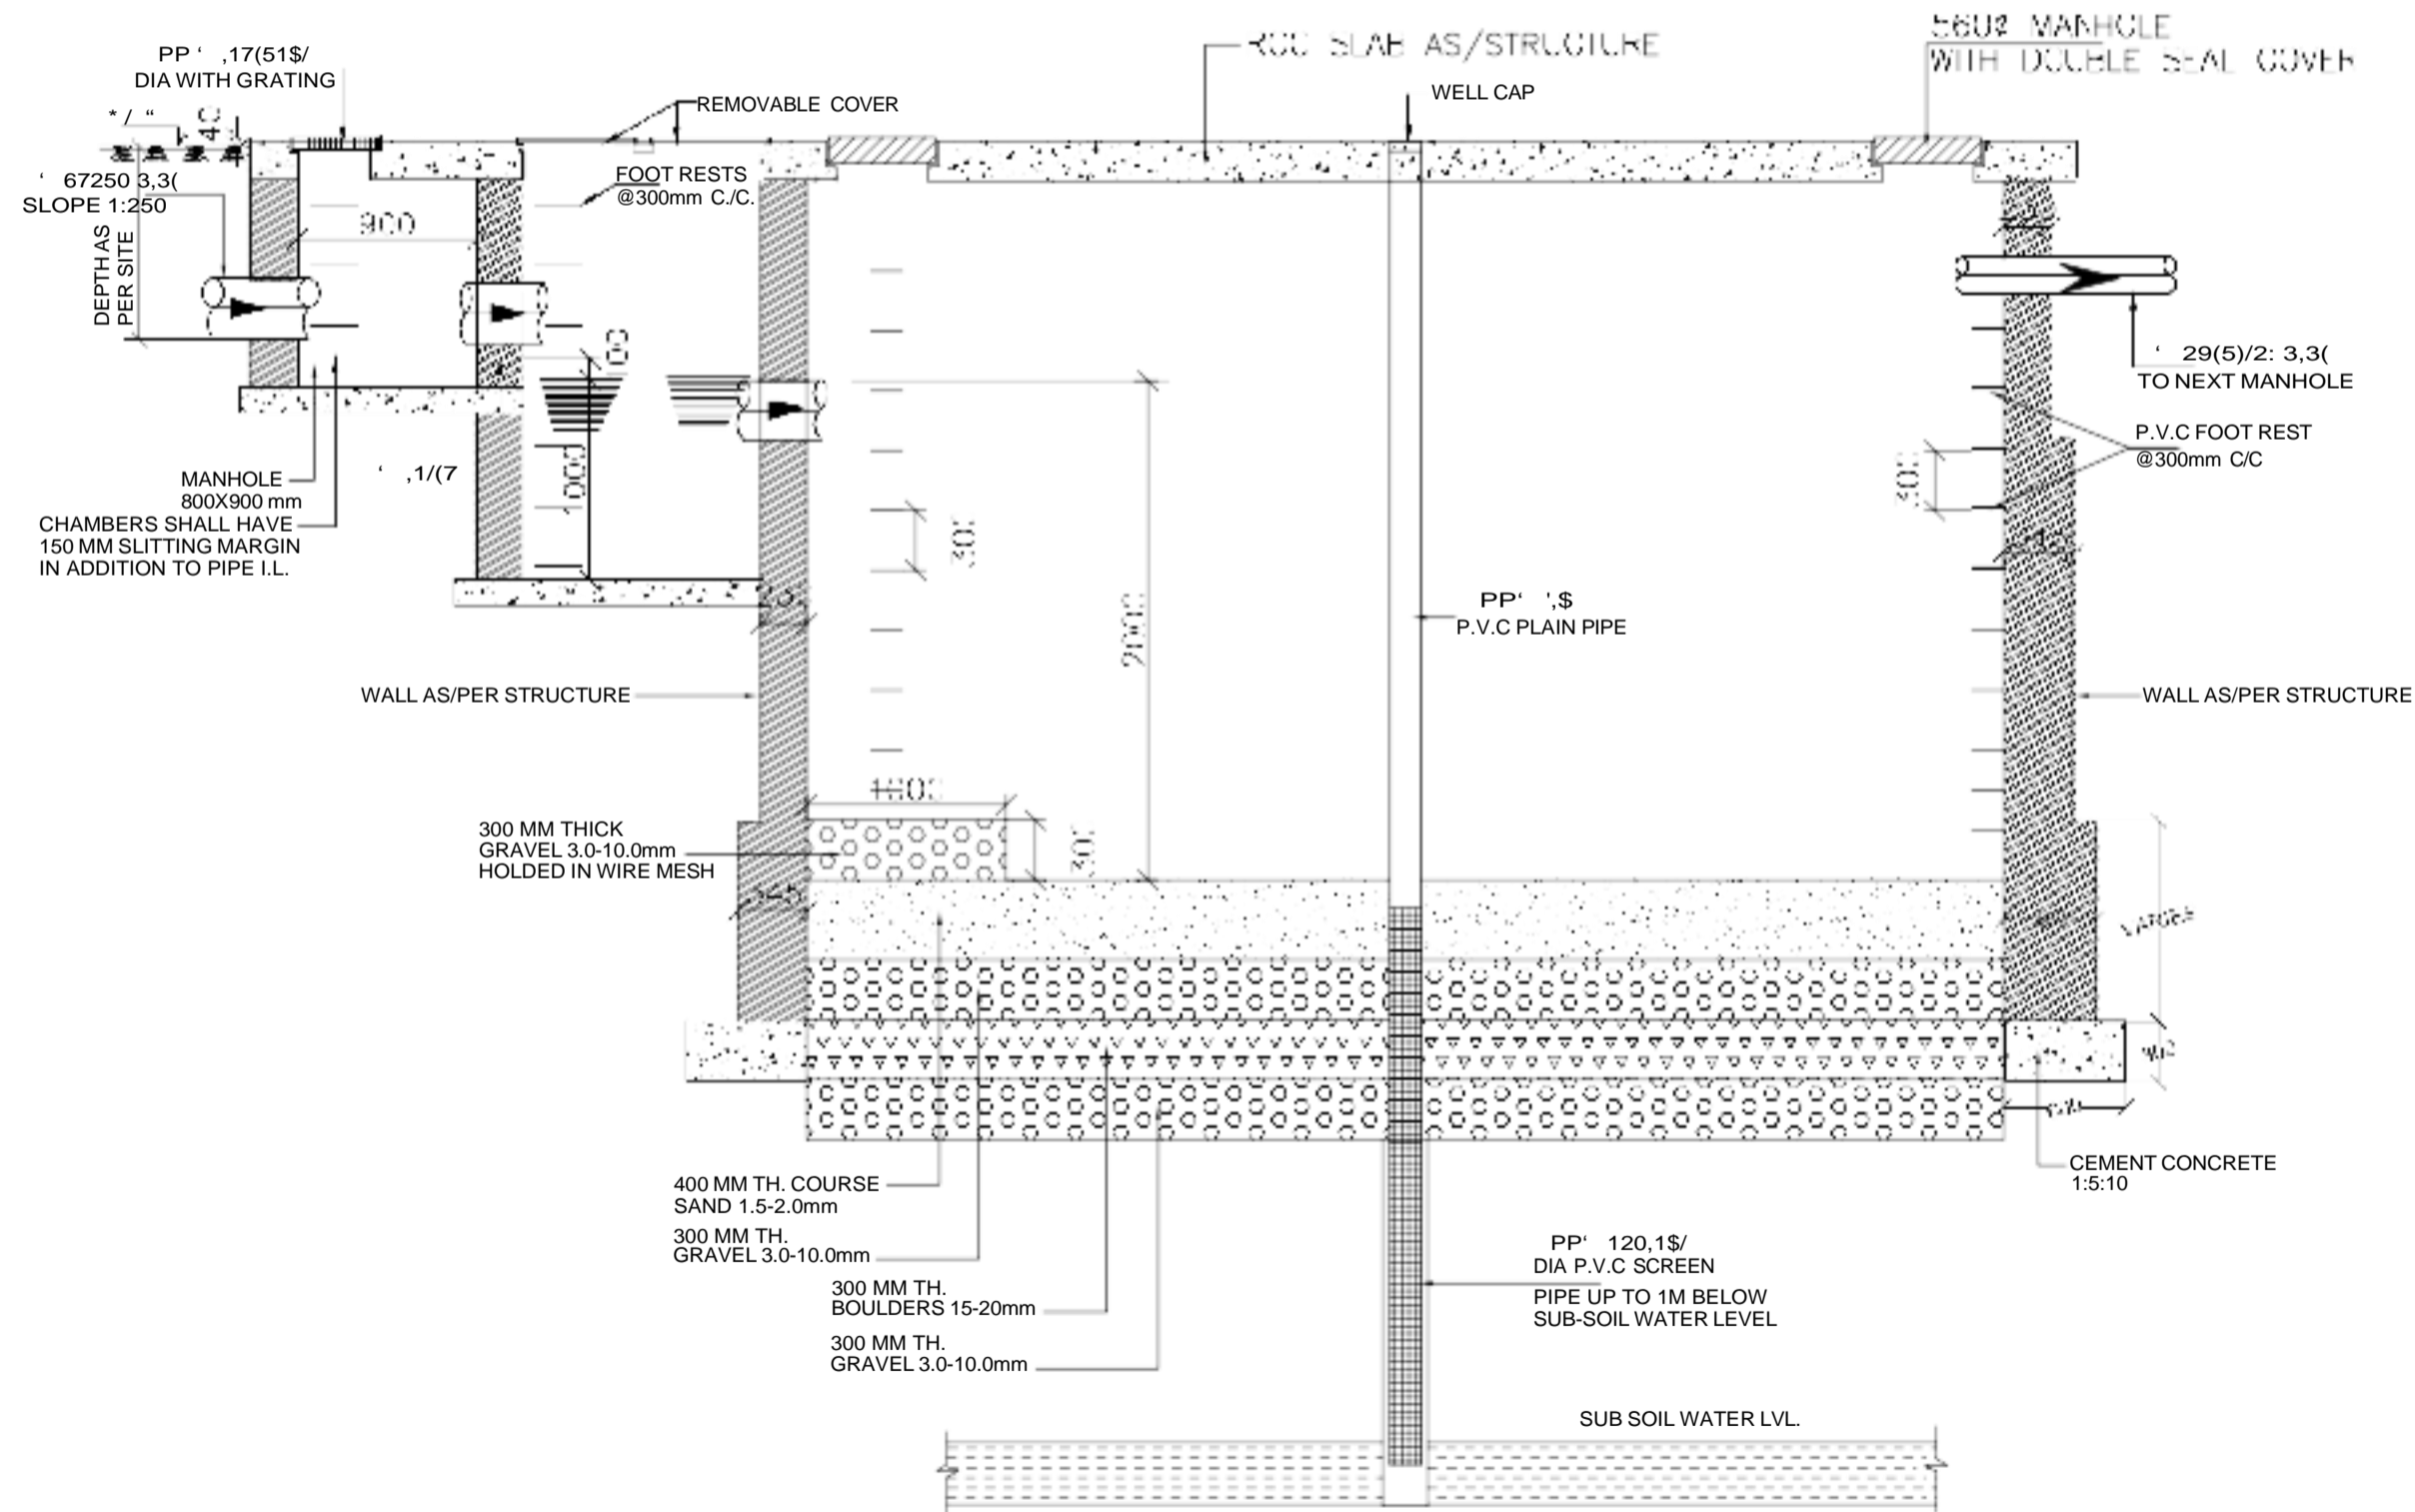 PP ‘ ,17(51$/
DIA WITH GRATING
REMOVABLE COVER
RCC SLAB AS/STRUCTURE
WELL CAP
560Ø MANHOLE
WITH DOUBLE SEAL COVER
* / “
40
‘ 67250 3,3(
SLOPE 1:250
DEPTH AS
PER SITE
900
FOOT RESTS
@300mm C./C.
‘ 29(5)/2: 3,3(
TO NEXT MANHOLE
P.V.C FOOT REST
@300mm C/C
300
MANHOLE
800X900 mm
CHAMBERS SHALL HAVE
150 MM SLITTING MARGIN
IN ADDITION TO PIPE I.L.
‘ ,1/(7
300
2000
PP‘ ',$
P.V.C PLAIN PIPE
WALL AS/PER STRUCTURE
WALL AS/PER STRUCTURE
300 MM THICK
GRAVEL 3.0-10.0mm
HOLDED IN WIRE MESH
300
400 MM TH. COURSE
SAND 1.5-2.0mm
300 MM TH.
GRAVEL 3.0-10.0mm
300 MM TH.
BOULDERS 15-20mm
300 MM TH.
GRAVEL 3.0-10.0mm
CEMENT CONCRETE
1:5:10
PP‘ 120,1$/
DIA P.V.C SCREEN
PIPE UP TO 1M BELOW
SUB-SOIL WATER LEVEL
SUB SOIL WATER LVL.